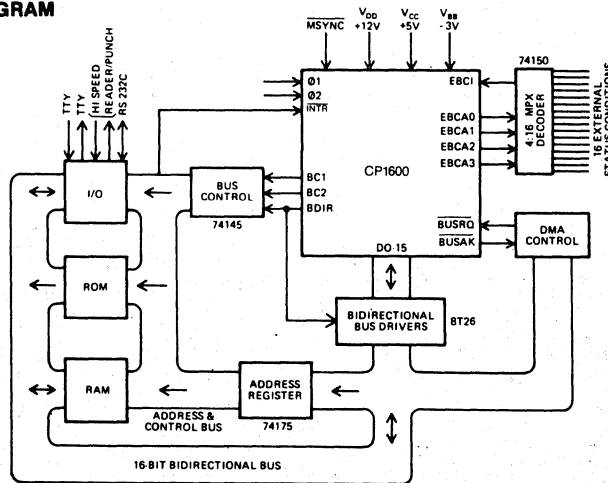 GRAM
MSYNC
VDD
+12V
VCC
+5V
VBB
-3V
TTY
TTY
HI SPEED
READER/PUNCH
RS 232C
Ø1
Ø2
INTR
BC1
BC2
BDIR
CP1600
EBCI
EBCA0
EBCA1
EBCA2
EBCA3
BUSRQ
BUSAK
DO-15
74150
4:16 MPX
DECODER
16 EXTERNAL
STATUS CONDITIONS
I/O
BUS
CONTROL
74145
DMA
CONTROL
ROM
BIDIRECTIONAL
BUS DRIVERS
8T26
RAM
ADDRESS
REGISTER
74175
ADDRESS &
CONTROL BUS
16-BIT BIDIRECTIONAL BUS